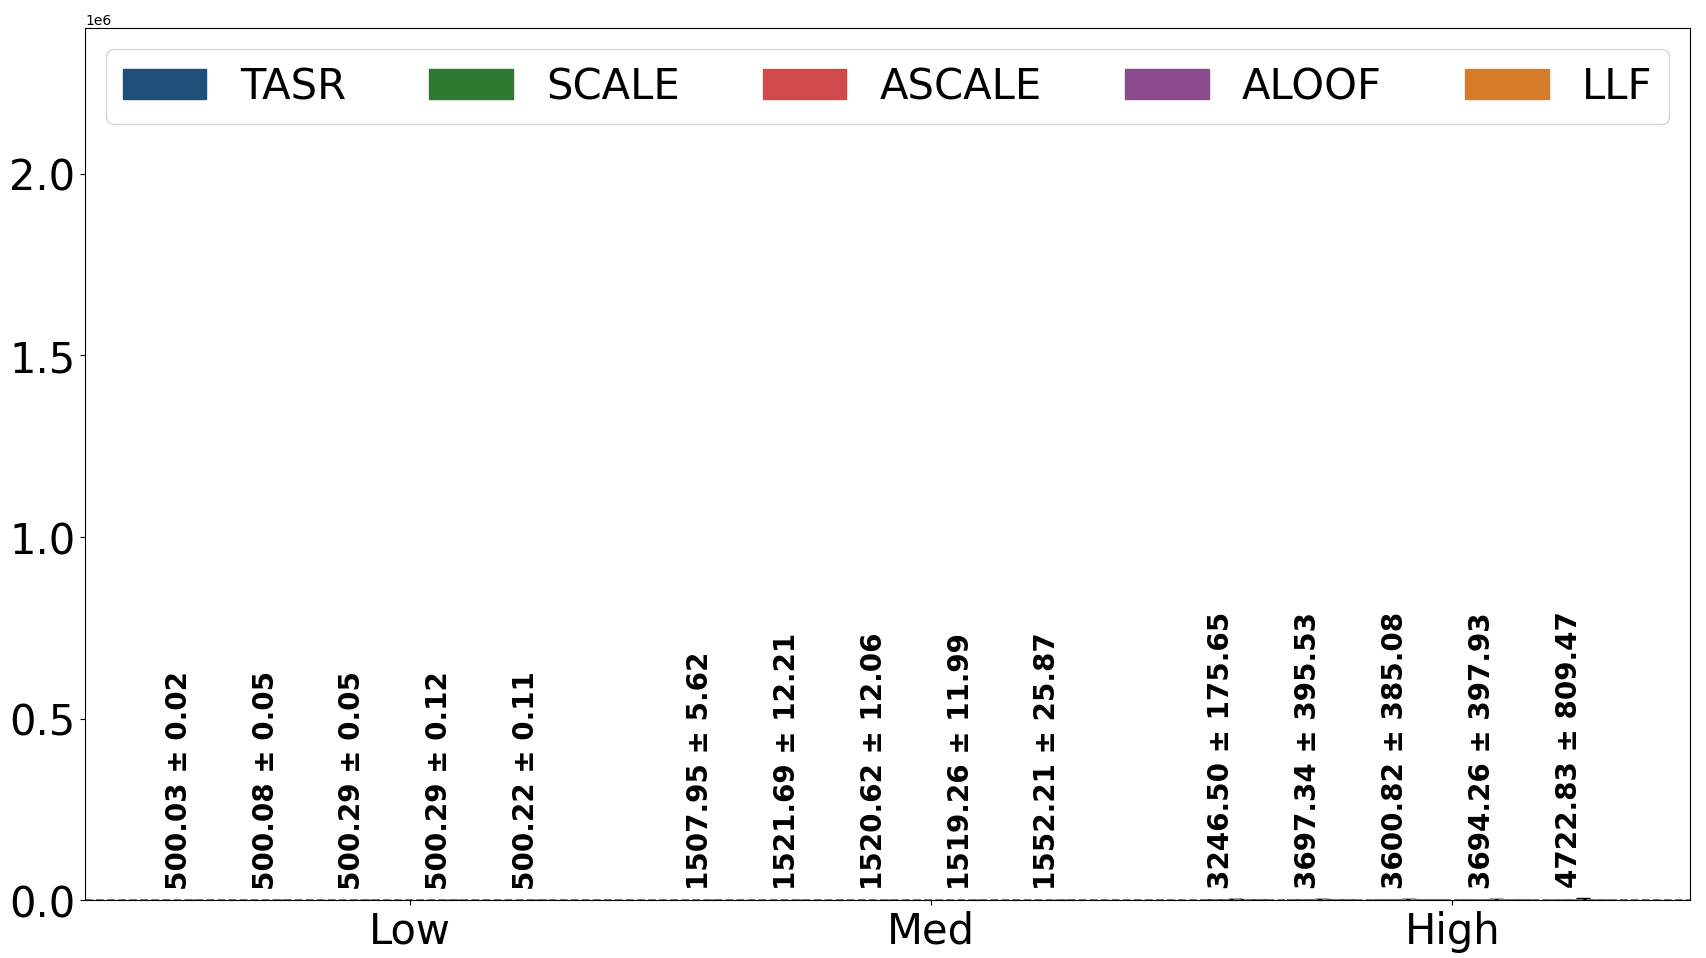 1e6
TASR SCALE ASCALE ALOOF LLF
2.0
1.5
1.0
0.5
0.0
500.03 ± 0.02
500.08 ± 0.05
500.29 ± 0.05
500.29 ± 0.12
500.22 ± 0.11
1507.95 ± 5.62
1521.69 ± 12.21
1520.62 ± 12.06
1519.26 ± 11.99
1552.21 ± 25.87
3246.50 ± 175.65
3697.34 ± 395.53
3600.82 ± 385.08
3694.26 ± 397.93
4722.83 ± 809.47
Low Med High